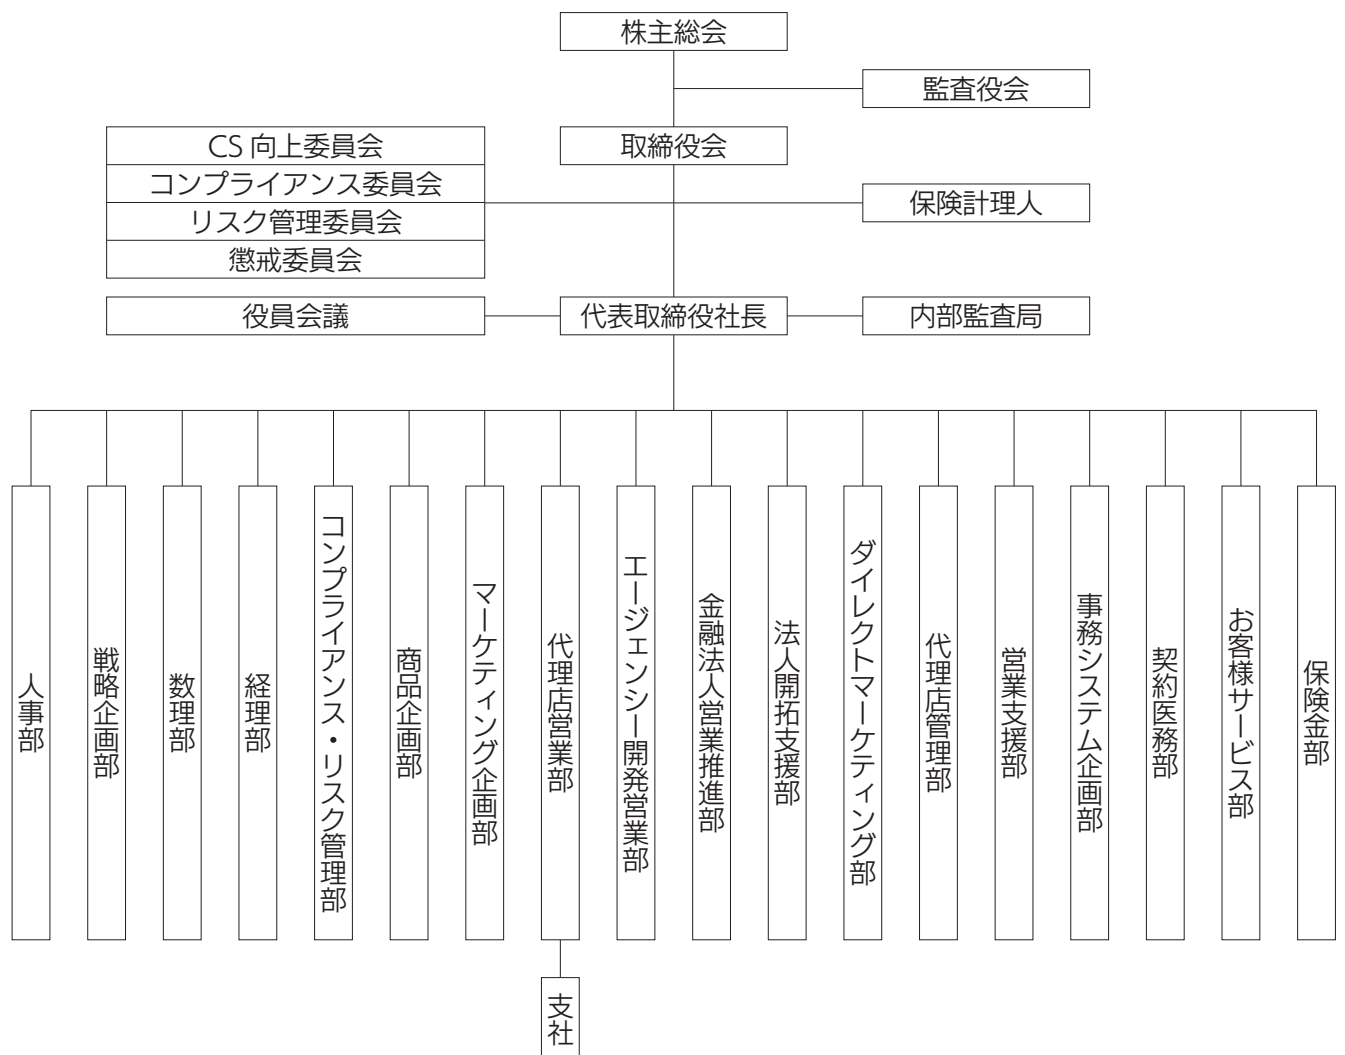 株主総会
監査役会
CS 向上委員会
取締役会
コンプライアンス委員会
保険計理人
リスク管理委員会
懲戒委員会
役員会議
代表取締役社長
内部監査局
人事部
戦略企画部
数理部
経理部
コンプライアンス・リスク管理部
商品企画部
マーケティング企画部
代理店営業部
エージェンシー開発営業部
金融法人営業推進部
法人開拓支援部
ダイレクトマーケティング部
代理店管理部
営業支援部
事務システム企画部
契約医務部
お客様サービス部
保険金部
支社